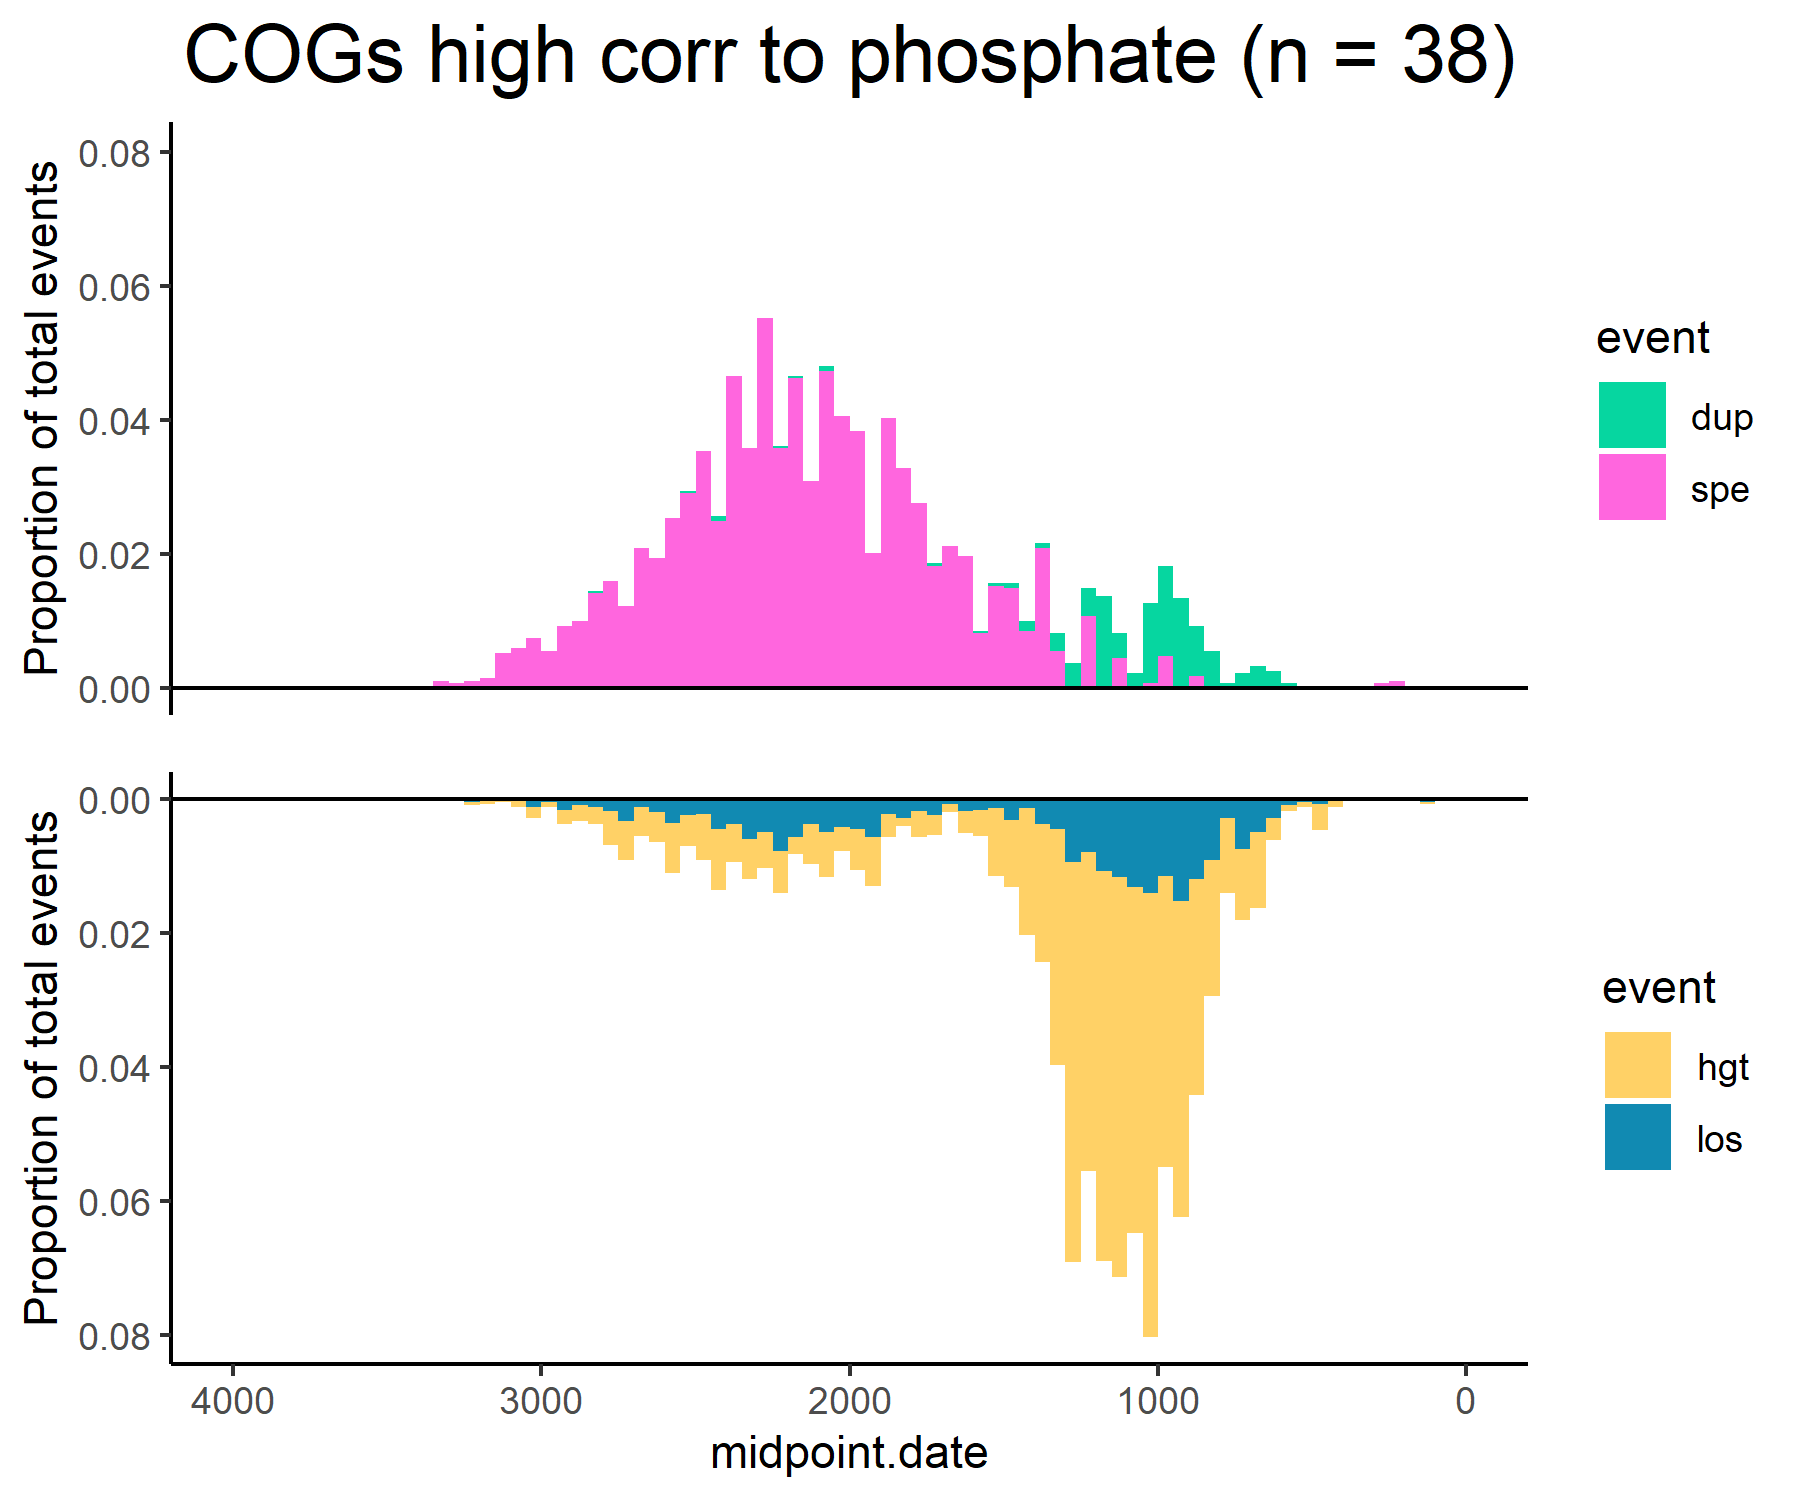 COGs high corr to phosphate (n = 38)
Proportion of total events
0.08
0.06
0.04
0.02
0.00
event
dup
spe
Proportion of total events
0.00
0.02
0.04
0.06
0.08
event
hgt
los
4000 3000 2000 1000 0
midpoint.date